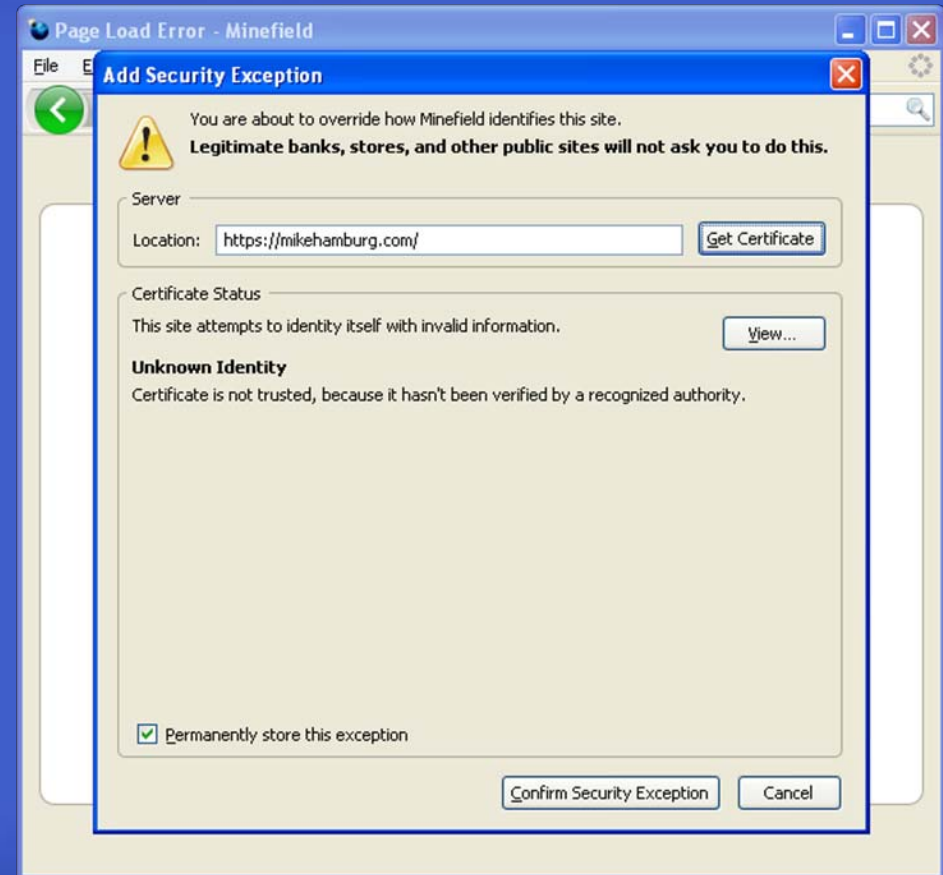 Page Load Error - Minefield
File
Add Security Exception
You are about to override how Minefield identifies this site.
Legitimate banks, stores, and other public sites will not ask you to do this.
Server
Location: https://mikehamburg.com/ Get Certificate
Certificate Status
This site attempts to identity itself with invalid information. View...
Unknown Identity
Certificate is not trusted, because it hasn't been verified by a recognized authority.
Permanently store this exception
Confirm Security Exception Cancel